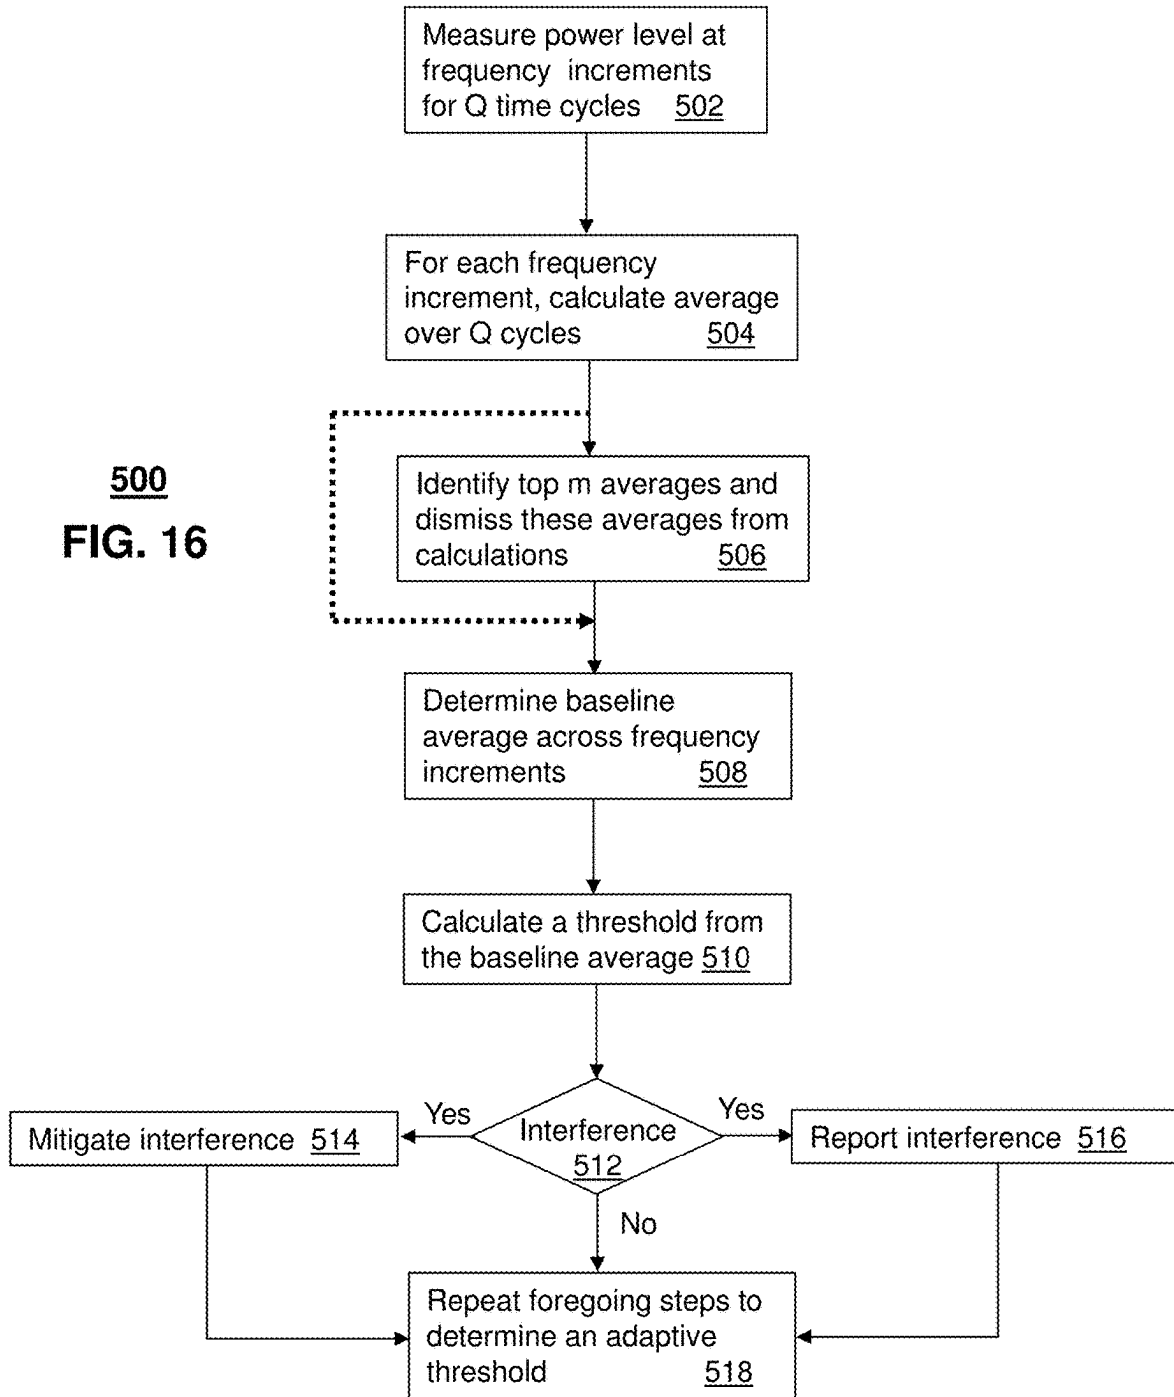 Measure power level at
frequency increments
for Q time cycles 502
For each frequency
increment, calculate average
over Q cycles 504
500
FIG. 16
Identify top m averages and
dismiss these averages from
calculations 506
Determine baseline
average across frequency
increments 508
Calculate a threshold from
the baseline average 510
Mitigate interference 514
Yes
Interference
512
Yes
Report interference 516
No
Repeat foregoing steps to
determine an adaptive
threshold 518